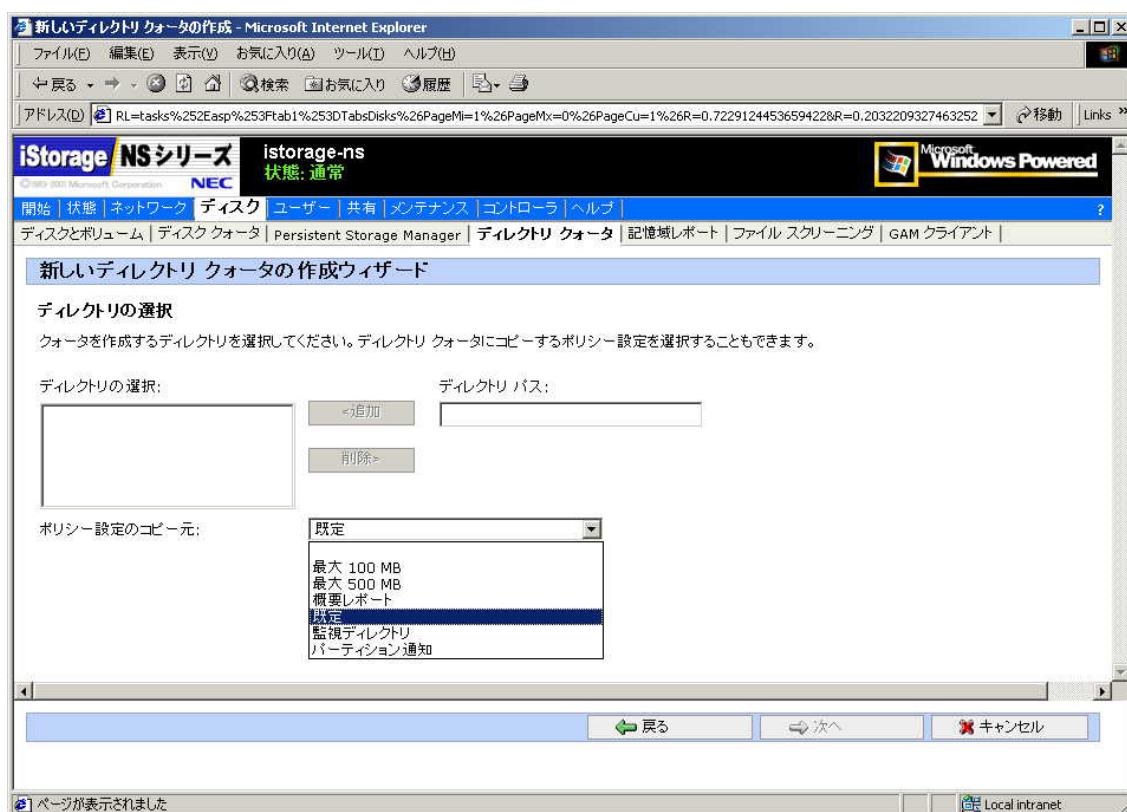 新しいディレクトリ クォータの作成 - Microsoft Internet Explorer
ファイル(F) 編集(E) 表示(V) お気に入り(A) ツール(T) ヘルプ(H)
戻る 検索 お気に入り 履歴
アドレス(D) RL=tasks%252Easp%253Ftab1%253DTabsDisks%26PageMi=1%26PageMx=0%26PageCu=1%26R=0.722912445365942​28&R=0.2032209327463252 移動 Links »
iStorage NSシリーズ istorage-ns Microsoft Windows Powered
©1983-2001 Microsoft Corporation NEC 状態: 通常
開始 | 状態 | ネットワーク | ディスク | ユーザー | 共有 | メンテナンス | コントローラ | ヘルプ | ?
ディスクとボリューム | ディスク クォータ | Persistent Storage Manager | ディレクトリ クォータ | 記憶域レポート | ファイル スクリーニング | GAM クライアント |
新しいディレクトリ クォータの作成ウィザード
ディレクトリの選択
クォータを作成するディレクトリを選択してください。ディレクトリ クォータにコピーするポリシー設定を選択することもできます。
ディレクトリの選択: ディレクトリ パス:
<追加
削除>
ポリシー設定のコピー元: 既定
最大 100 MB
最大 500 MB
概要レポート
既定
監視ディレクトリ
パーティション通知
戻る 次へ キャンセル
ページが表示されました Local intranet